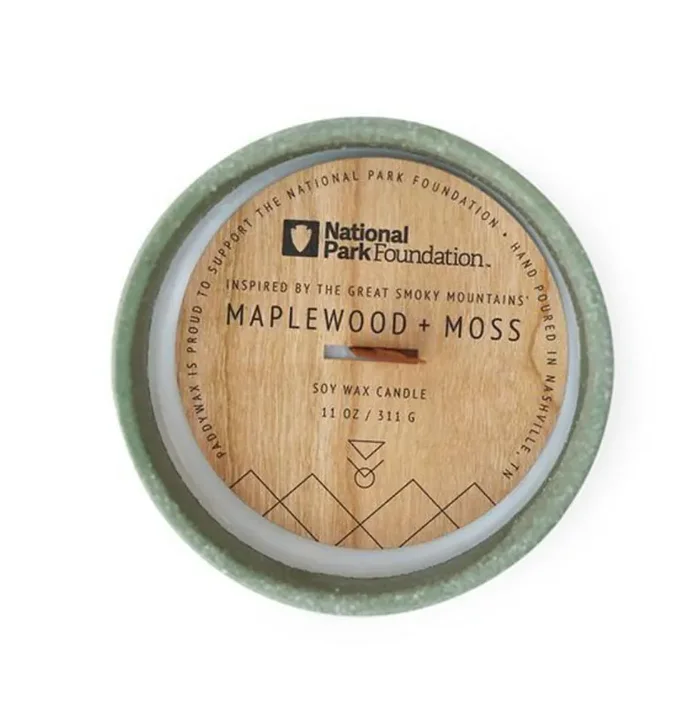 PADDYWAX IS PROUD TO SUPPORT THE NATIONAL PARK FOUNDATION • HAND POURED IN NASHVILLE, TN
National
Park Foundation™
INSPIRED BY THE GREAT SMOKY MOUNTAINS'
MAPLEWOOD + MOSS
SOY WAX CANDLE
11 OZ / 311 G